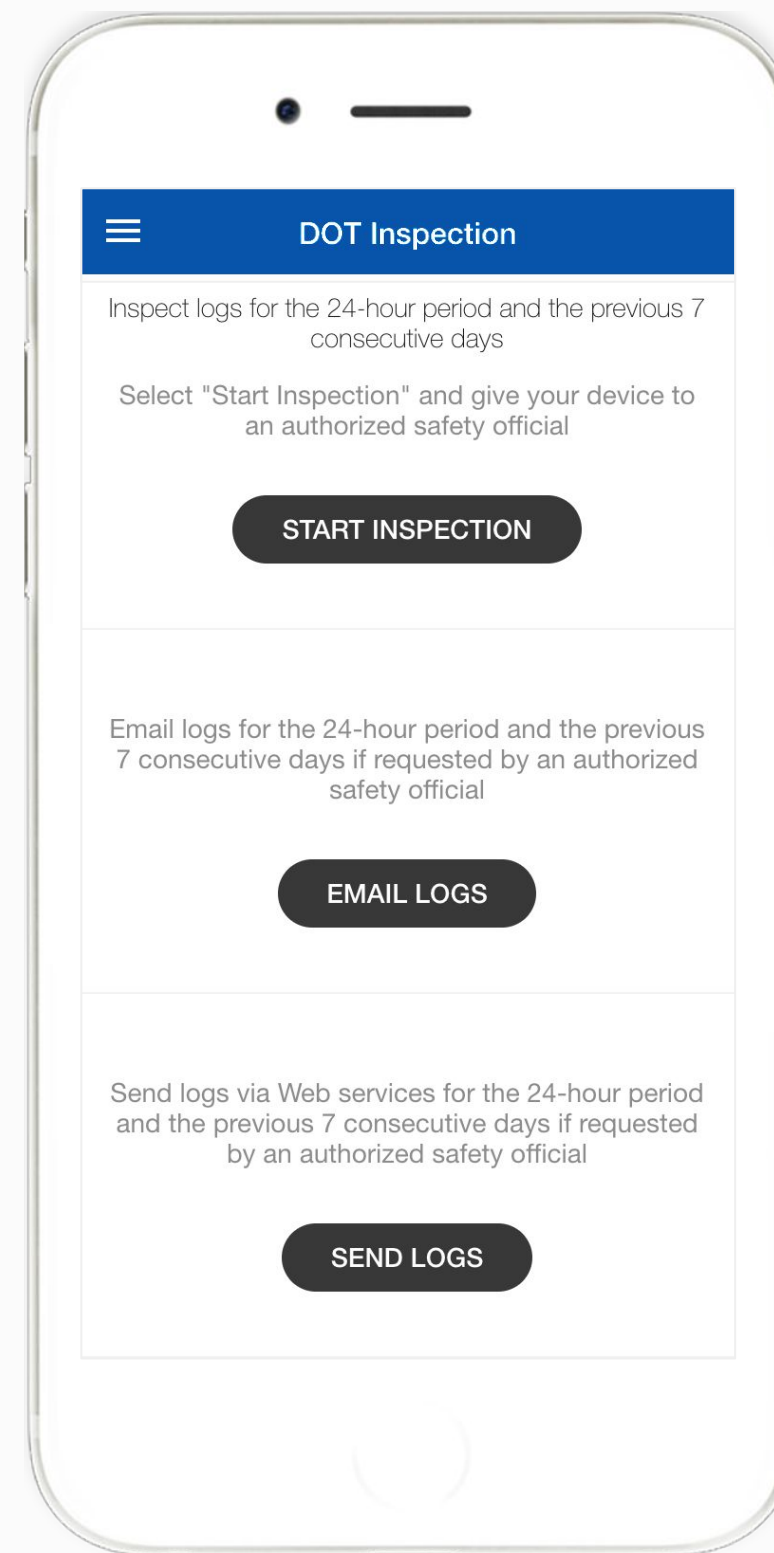 DOT Inspection
Inspect logs for the 24-hour period and the previous 7
consecutive days
Select "Start Inspection" and give your device to
an authorized safety official
START INSPECTION
Email logs for the 24-hour period and the previous
7 consecutive days if requested by an authorized
safety official
EMAIL LOGS
Send logs via Web services for the 24-hour period
and the previous 7 consecutive days if requested
by an authorized safety official
SEND LOGS